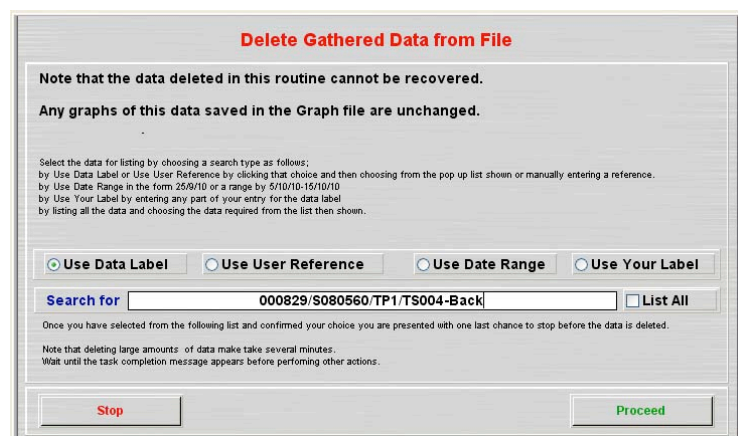 Delete Gathered Data from File
Note that the data deleted in this routine cannot be recovered.
Any graphs of this data saved in the Graph file are unchanged.
Select the data for listing by choosing a search type as follows;
by Use Data Label or Use User Reference by clicking that choice and then choosing from the pop up list shown or manually entering a reference.
by Use Date Range in the form 25/9/10 or a range by 5/10/10-15/10/10
by Use Your Label by entering any part of your entry for the data label
by listing all the data and choosing the data required from the list then shown.
Use Data Label Use User Reference Use Date Range Use Your Label
Search for 000829/S080560/TP1/TS004-Back List All
Once you have selected from the following list and confirmed your choice you are presented with one last chance to stop before the data is deleted.
Note that deleting large amounts of data make take several minutes.
Wait until the task completion message appears before perfoming other actions.
Stop Proceed